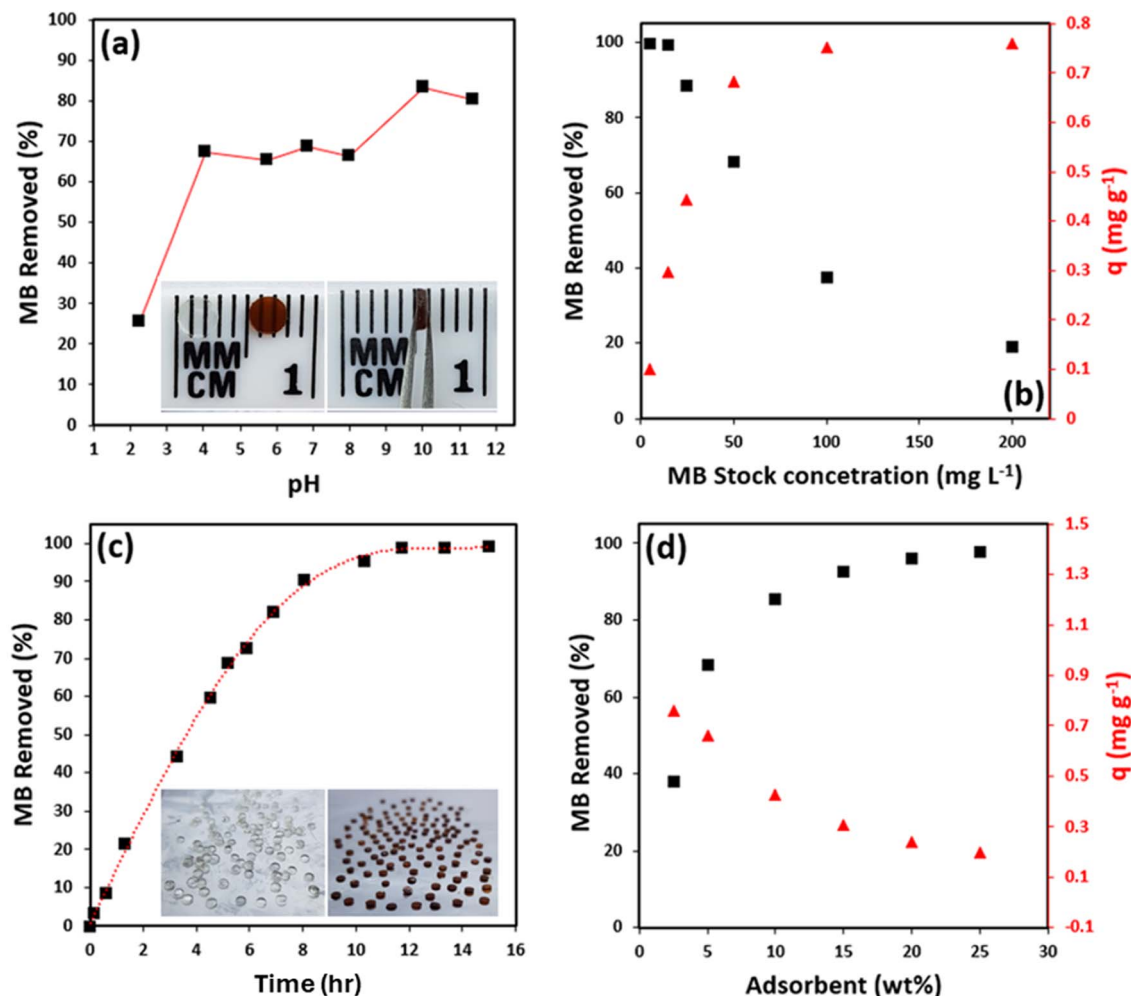 (a)
MB Removed (%)
100
90
80
70
60
50
40
30
20
10
0
1 2 3 4 5 6 7 8 9 10 11 12
pH
MM
CM 1
MM
CM 1
(b)
MB Removed (%)
100
80
60
40
20
0
0.8
0.7
0.6
0.5
0.4
0.3
0.2
0.1
0
q (mg g-1)
0 50 100 150 200
MB Stock concetration (mg L-1)
(c)
MB Removed (%)
100
90
80
70
60
50
40
30
20
10
0
0 2 4 6 8 10 12 14 16
Time (hr)
(d)
MB Removed (%)
100
80
60
40
20
0
1.5
1.3
1.1
0.9
0.7
0.5
0.3
0.1
-0.1
q (mg g-1)
0 5 10 15 20 25 30
Adsorbent (wt%)